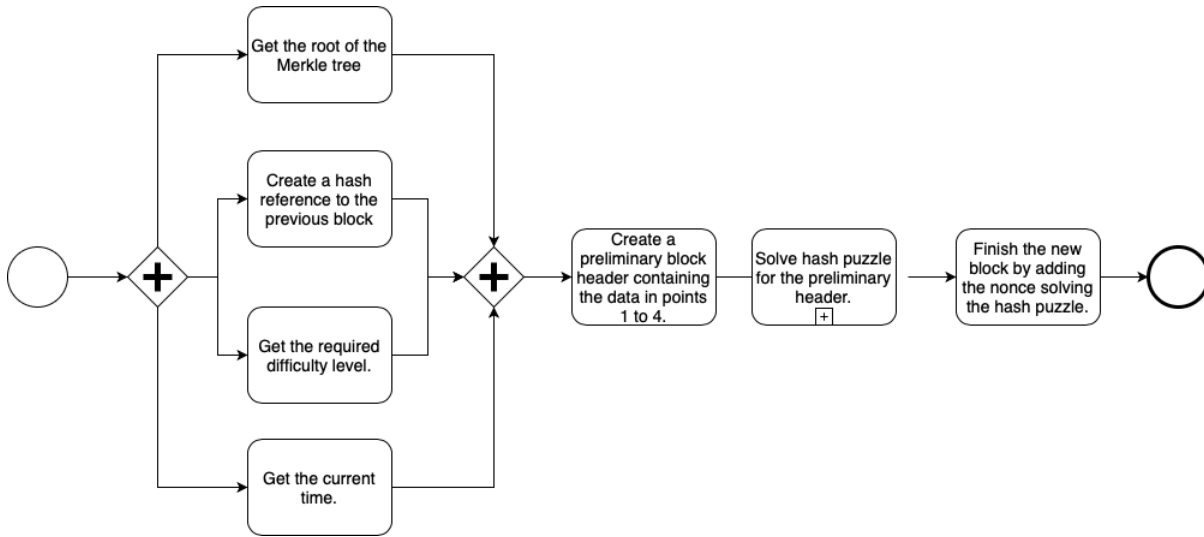 Get the root of the
Merkle tree
Create a hash
reference to the
previous block
Get the required
difficulty level.
Get the current
time.
Create a
preliminary block
header containing
the data in points
1 to 4.
Solve hash puzzle
for the preliminary
header.
Finish the new
block by adding
the nonce solving
the hash puzzle.